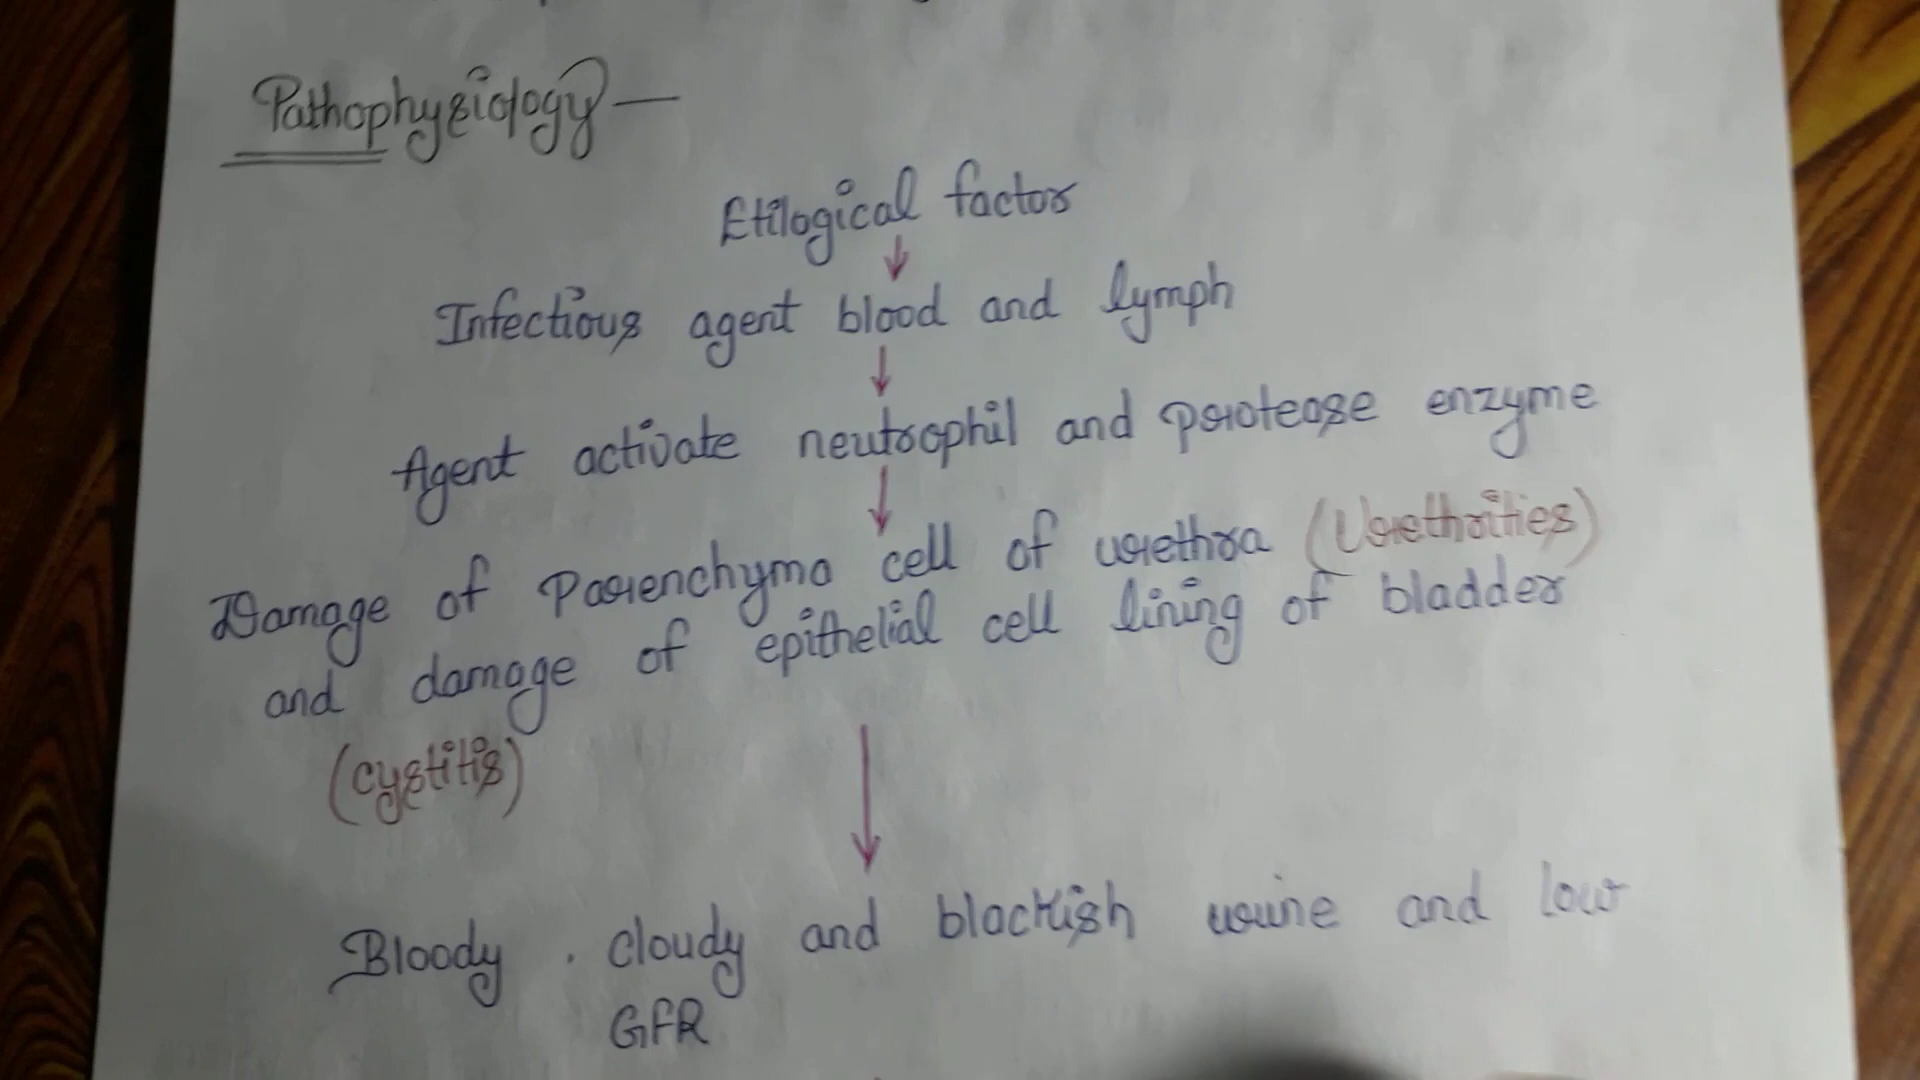 Pathophysiology —
Etilogical factor
↓
Infectious agent blood and lymph
↓
Agent activate neutrophil and protease enzyme
↓
Damage of Parenchyma cell of urethra (Urethrities)
and damage of epithelial cell lining of bladder
(cystitis)
↓
Bloody . cloudy and blackish urine and low
GFR